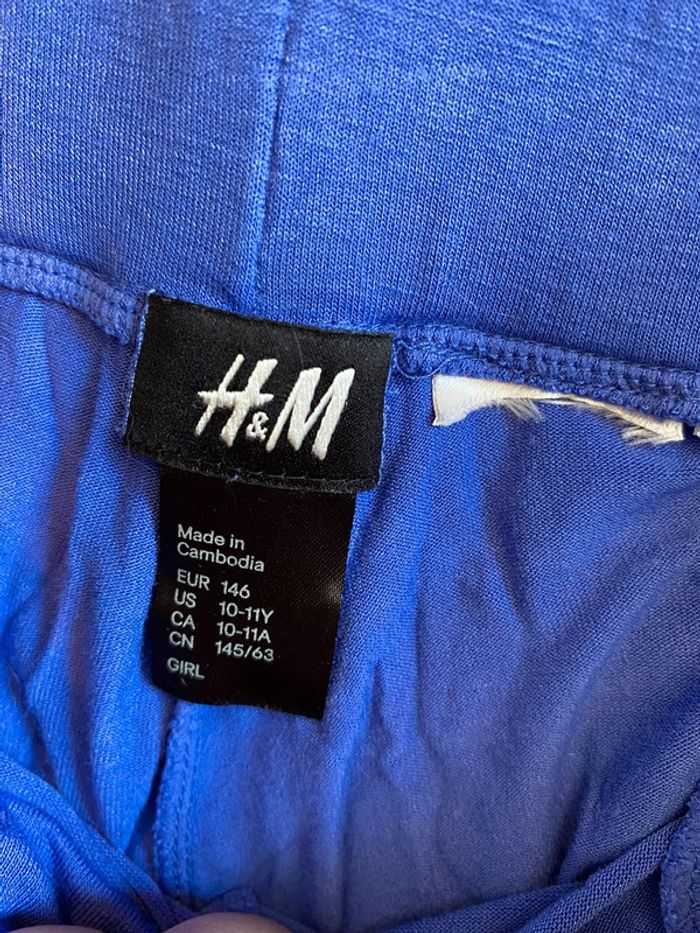 H&M
Made in
Cambodia
EUR 146
US 10-11Y
CA 10-11A
CN 145/63
GIRL